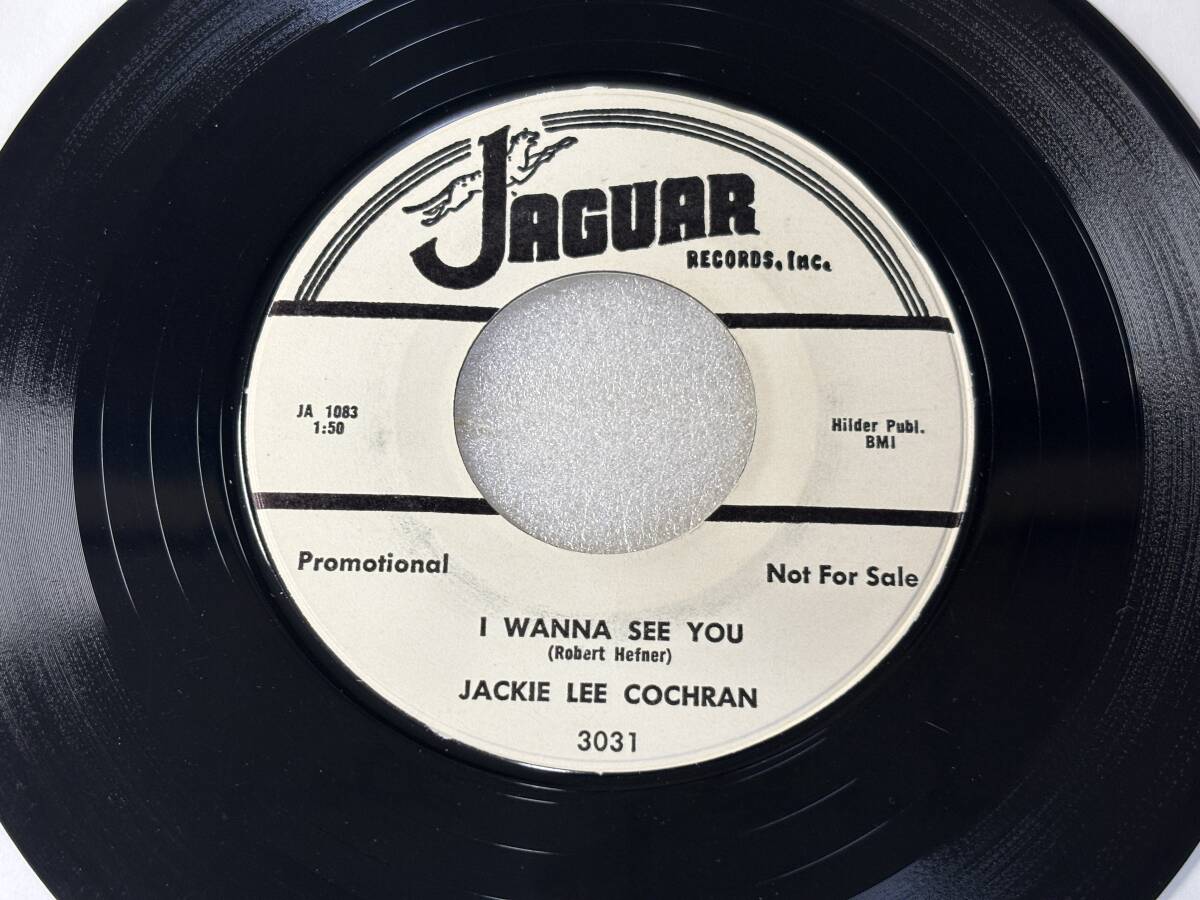 JAGUAR
RECORDS, Inc.
JA 1083
1:50
Hilder Publ.
BMI
Promotional
Not For Sale
I WANNA SEE YOU
(Robert Hefner)
JACKIE LEE COCHRAN
3031